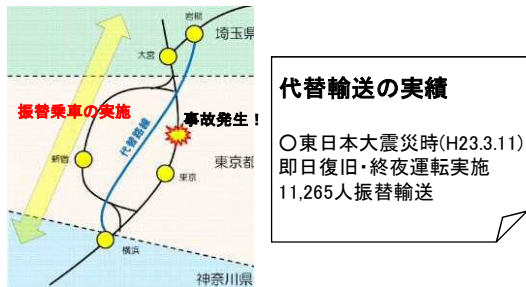 岩槻
埼玉県
大宮
振替乗車の実施
事故発生！
代替路線
新宿
東京都
東京
横浜
神奈川県
代替輸送の実績
○東日本大震災時(H23.3.11)
即日復旧・終夜運転実施
11,265人振替輸送